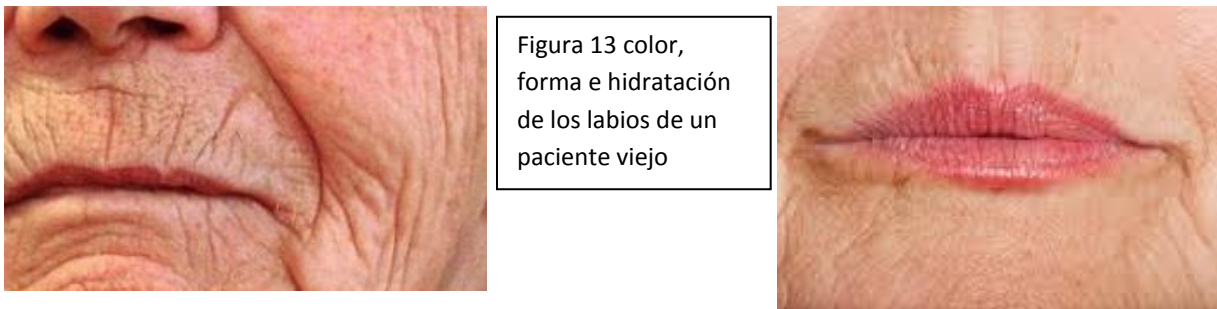 Figura 13 color,
forma e hidratación
de los labios de un
paciente viejo